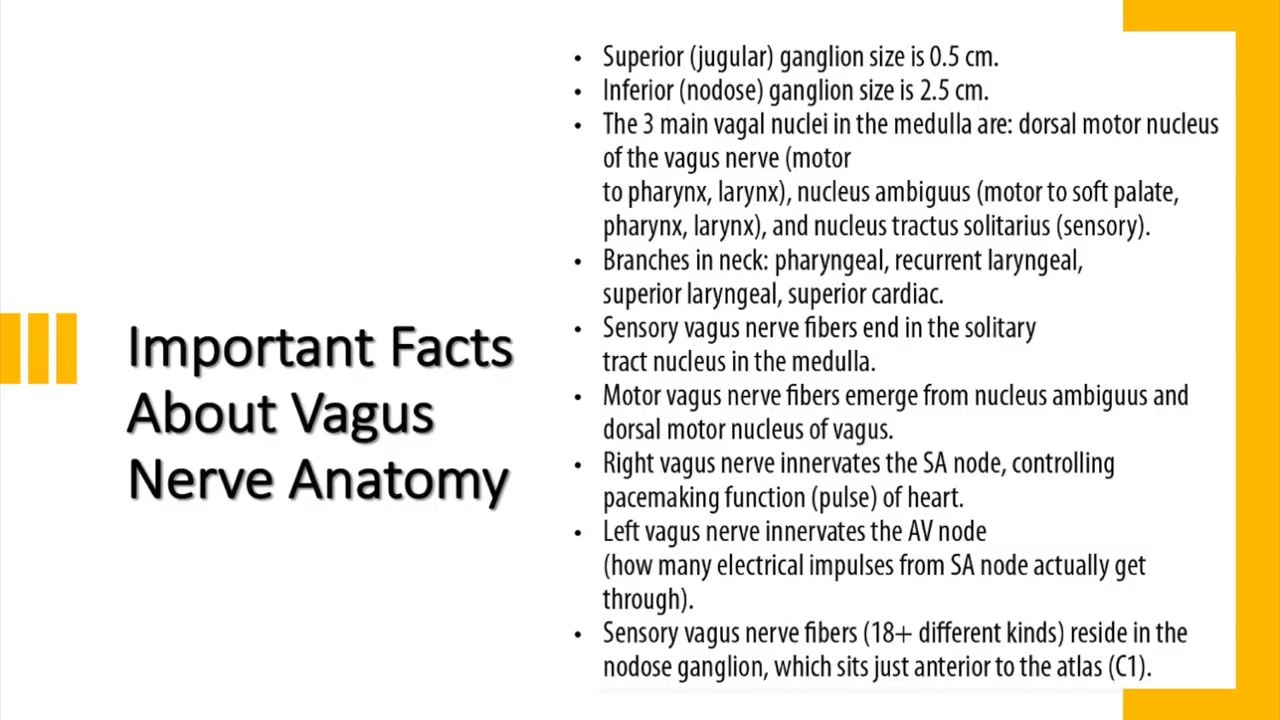 Important Facts
About Vagus
Nerve Anatomy
• Superior (jugular) ganglion size is 0.5 cm.
• Inferior (nodose) ganglion size is 2.5 cm.
• The 3 main vagal nuclei in the medulla are: dorsal motor nucleus
of the vagus nerve (motor
to pharynx, larynx), nucleus ambiguus (motor to soft palate,
pharynx, larynx), and nucleus tractus solitarius (sensory).
• Branches in neck: pharyngeal, recurrent laryngeal,
superior laryngeal, superior cardiac.
• Sensory vagus nerve fibers end in the solitary
tract nucleus in the medulla.
• Motor vagus nerve fibers emerge from nucleus ambiguus and
dorsal motor nucleus of vagus.
• Right vagus nerve innervates the SA node, controlling
pacemaking function (pulse) of heart.
• Left vagus nerve innervates the AV node
(how many electrical impulses from SA node actually get
through).
• Sensory vagus nerve fibers (18+ different kinds) reside in the
nodose ganglion, which sits just anterior to the atlas (C1).